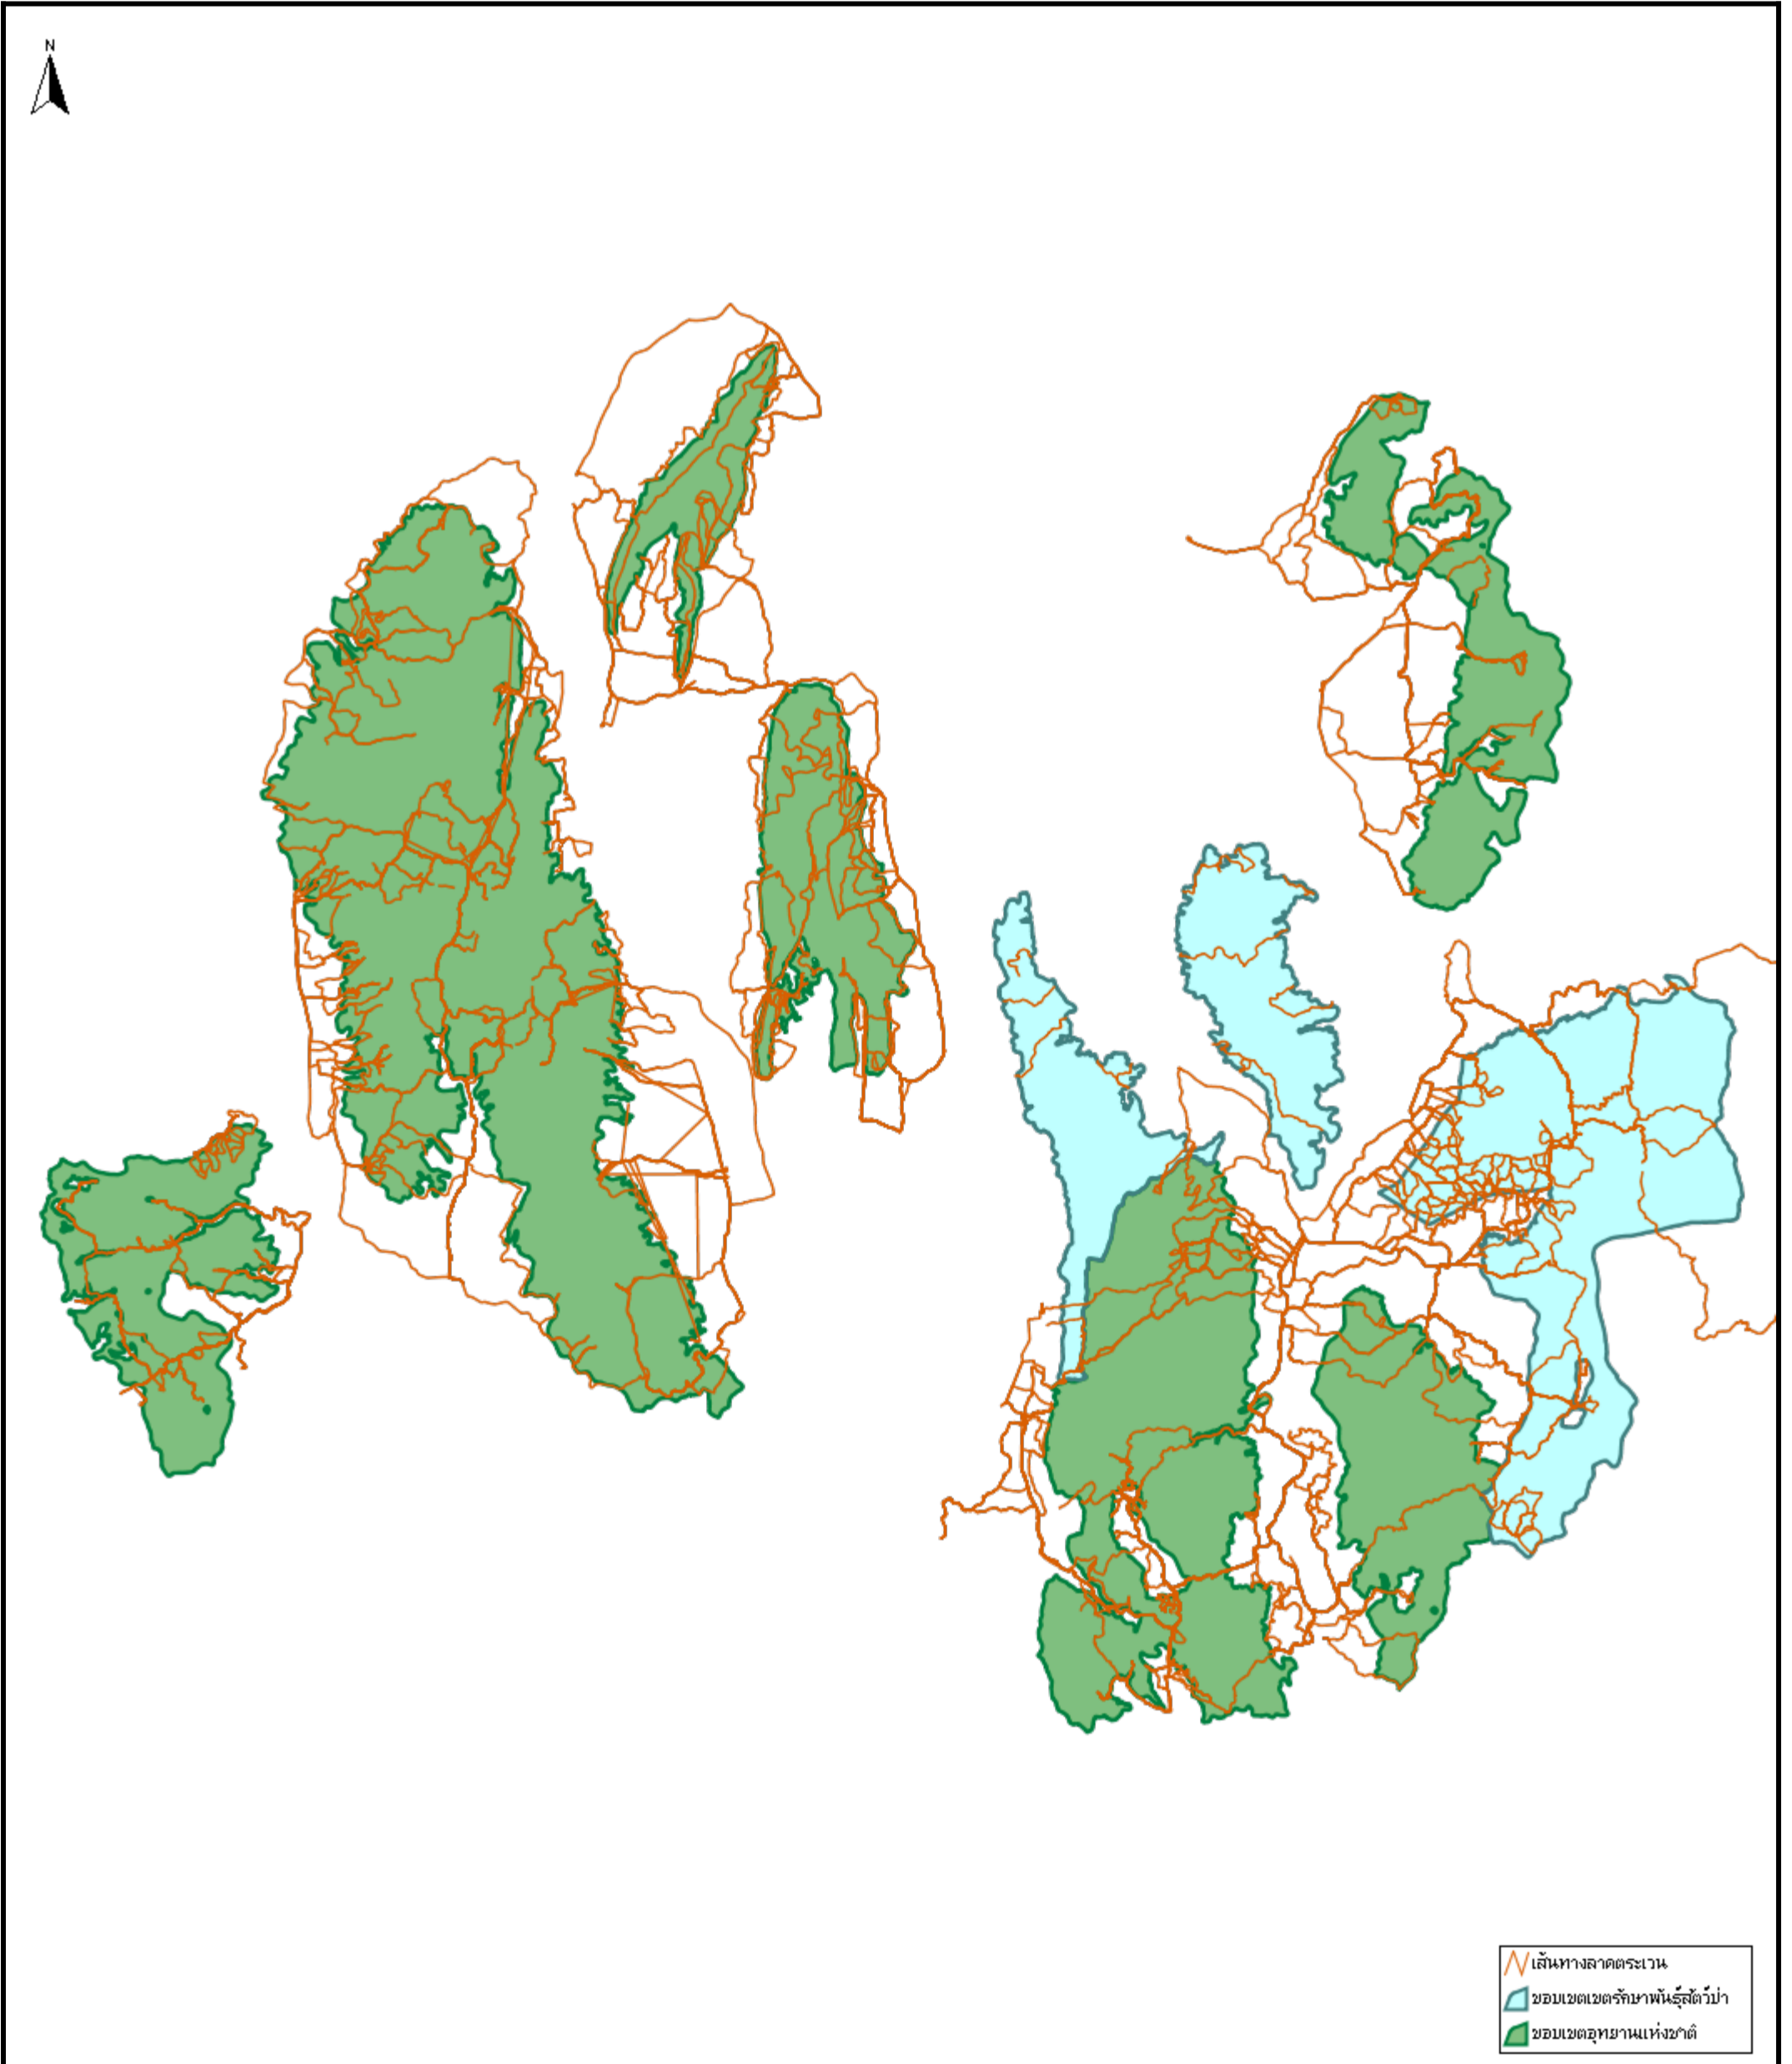 N
เส้นทางลาดตระเวน
ขอบเขตเขตรักษาพันธุ์สัตว์ป่า
ขอบเขตอุทยานแห่งชาติ